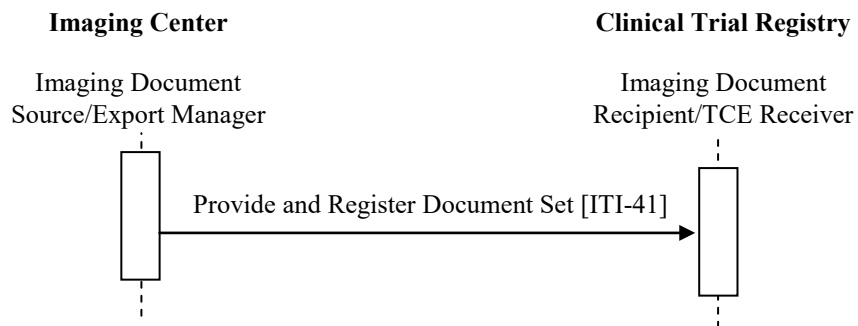 Imaging Center
Clinical Trial Registry
Imaging Document
Source/Export Manager
Imaging Document
Recipient/TCE Receiver
Provide and Register Document Set [ITI-41]